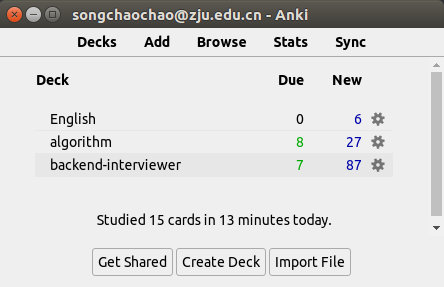 songchaochao@zju.edu.cn - Anki
Decks Add Browse Stats Sync
Deck Due New
English 0 6
algorithm 8 27
backend-interviewer 7 87
Studied 15 cards in 13 minutes today.
Get Shared Create Deck Import File